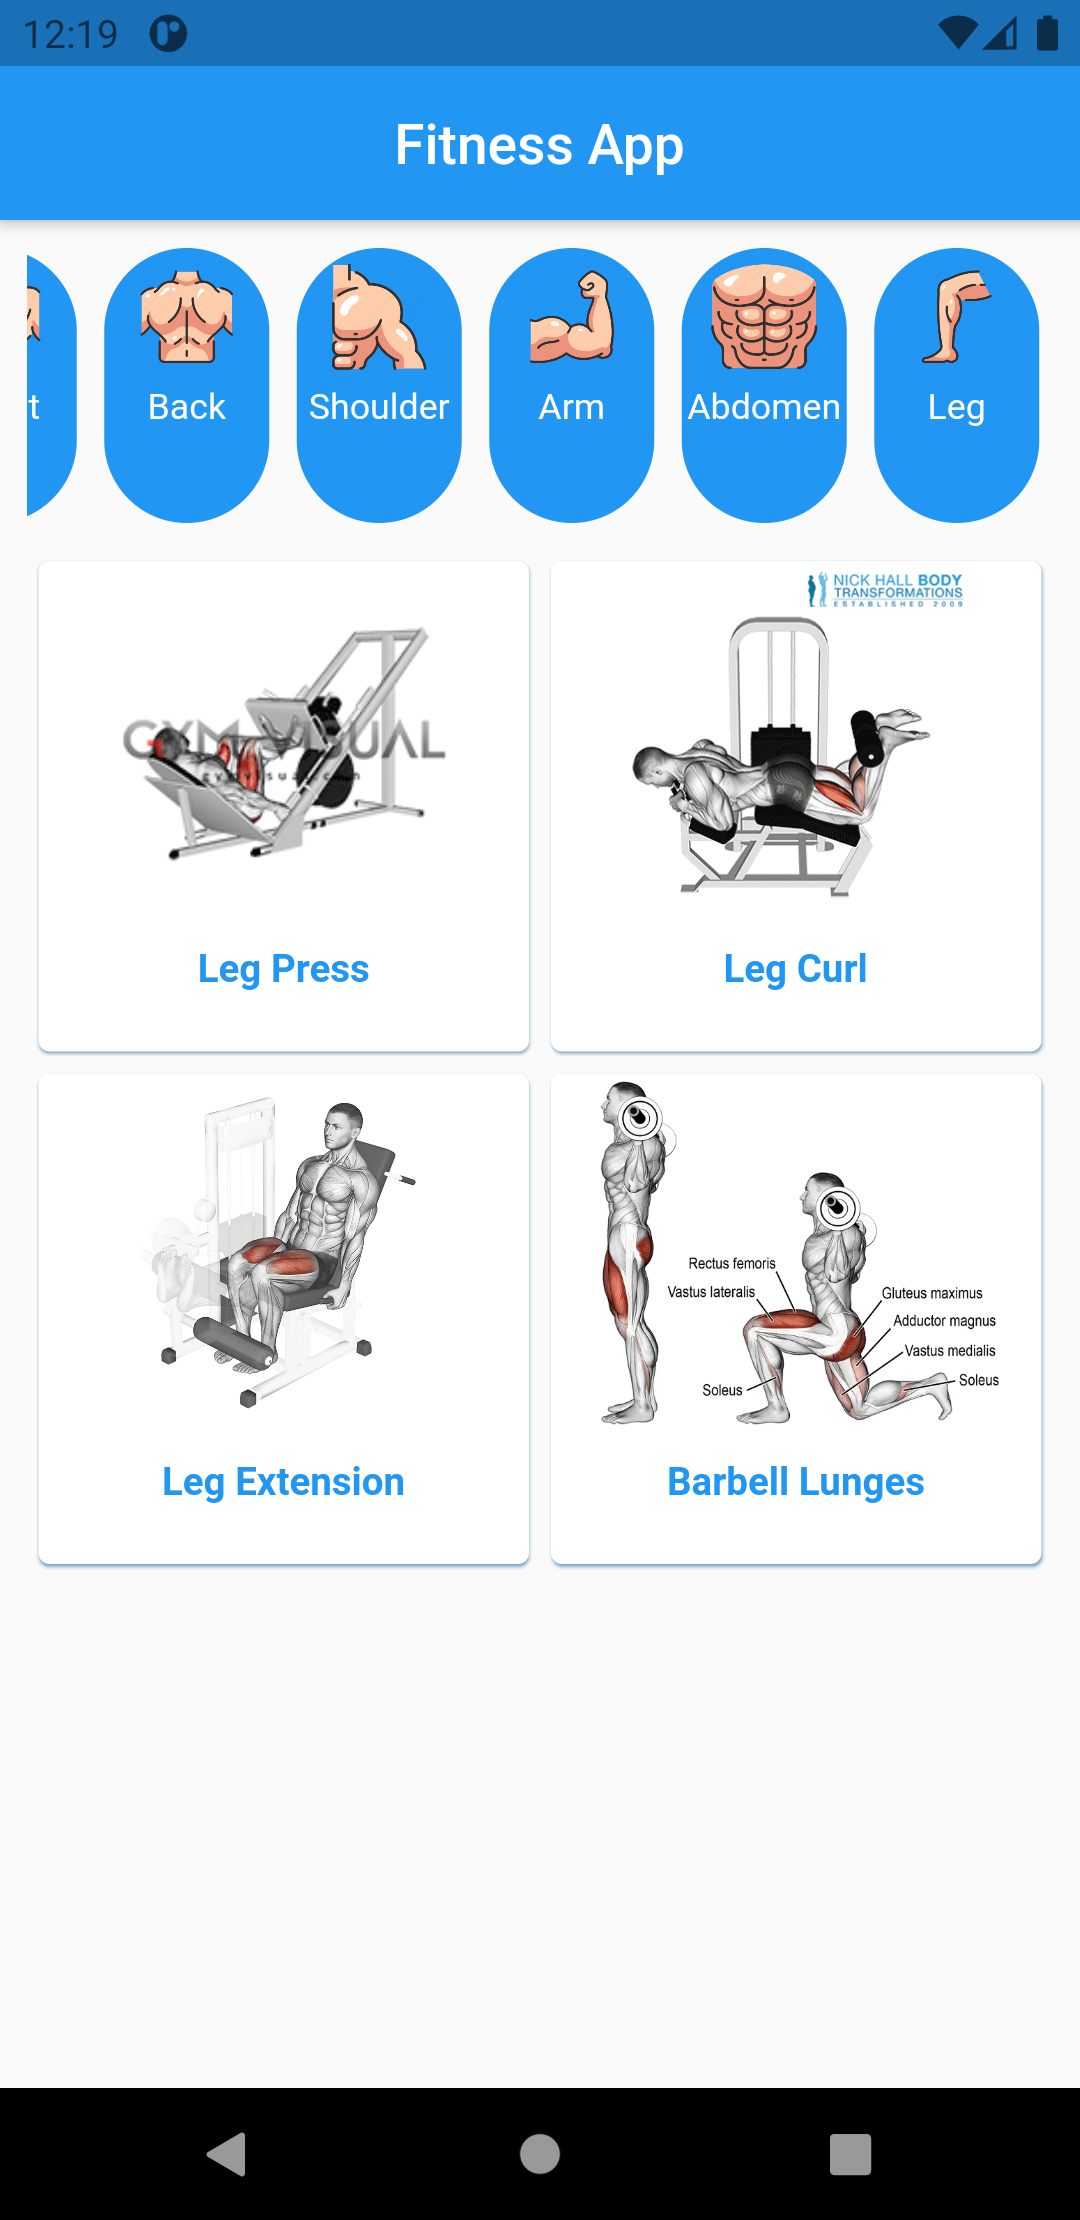 12:19
Fitness App
t
Back
Shoulder
Arm
Abdomen
Leg
NICK HALL BODY
TRANSFORMATIONS
ESTABLISHED 2009
Leg Press
Leg Curl
Rectus femoris
Vastus lateralis
Gluteus maximus
Adductor magnus
Vastus medialis
Soleus
Soleus
Leg Extension
Barbell Lunges